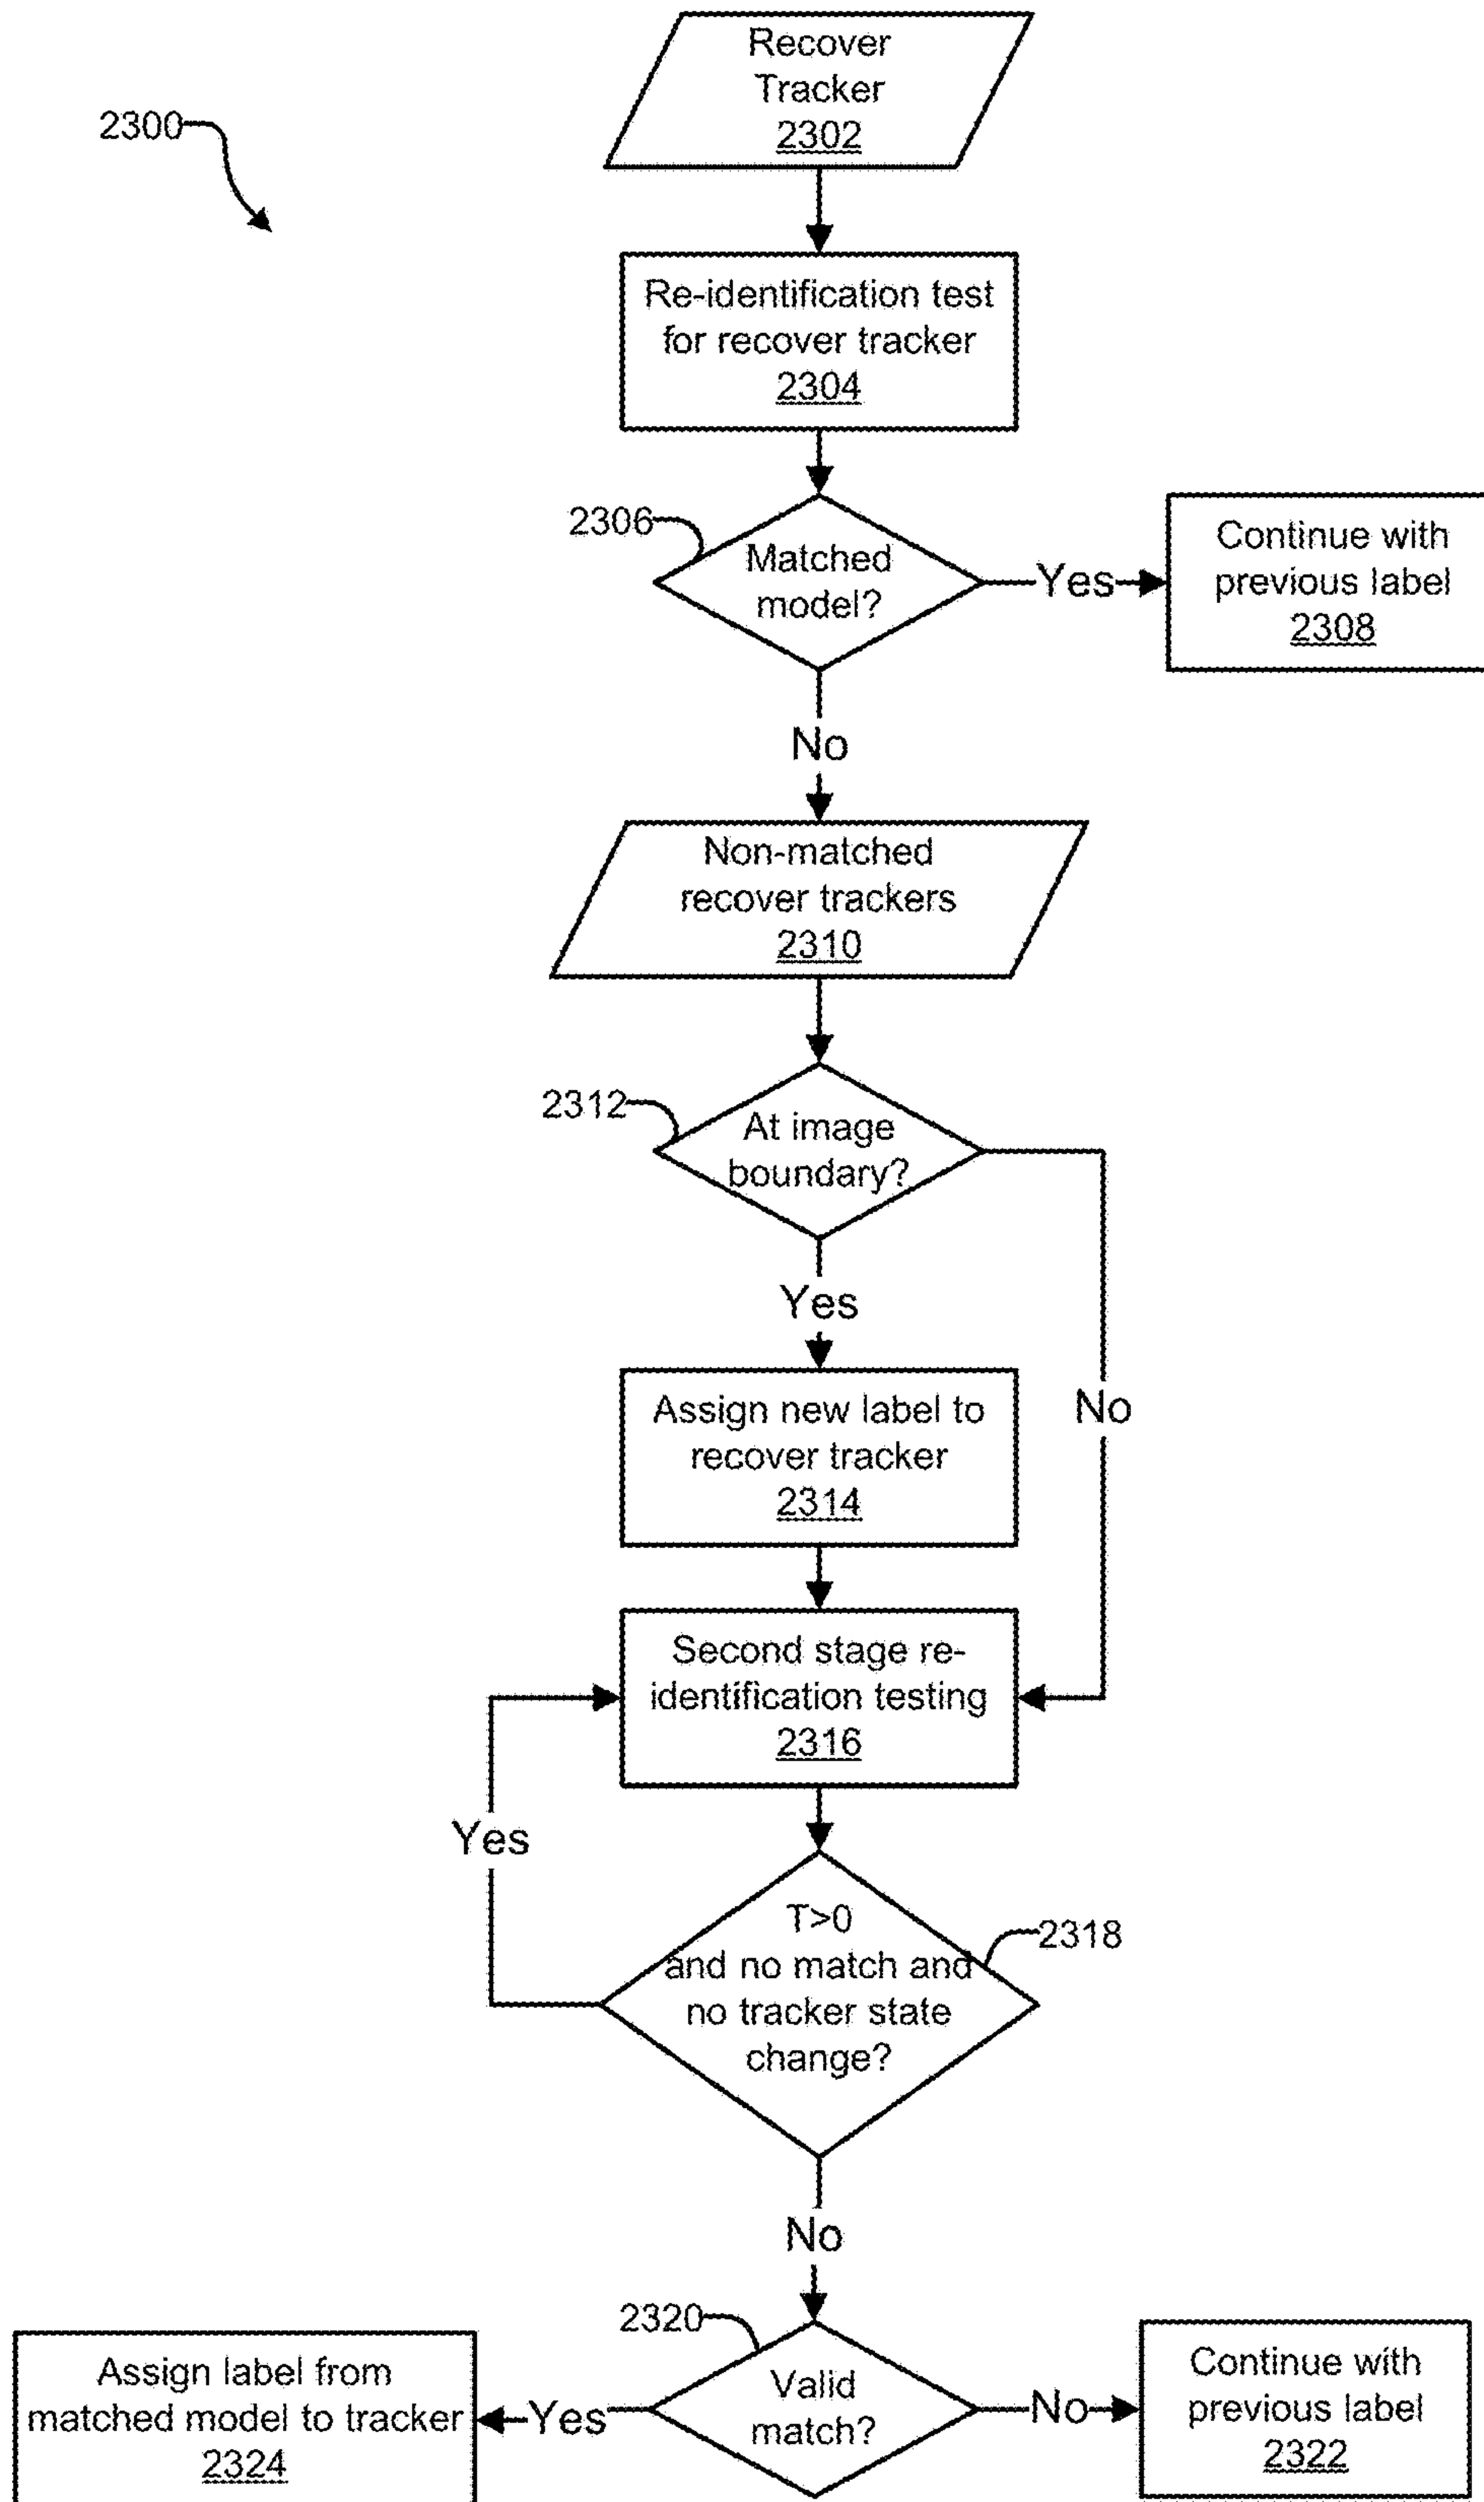 Recover
Tracker
2302
2300
Re-identification test
for recover tracker
2304
2306
Matched
model?
Yes
Continue with
previous label
2308
No
Non-matched
recover trackers
2310
2312
At image
boundary?
Yes
No
Assign new label to
recover tracker
2314
Second stage re-
identification testing
2316
Yes
T>0
and no match and
no tracker state
change?
2318
No
2320
Valid
match?
Yes
Assign label from
matched model to tracker
2324
No
Continue with
previous label
2322